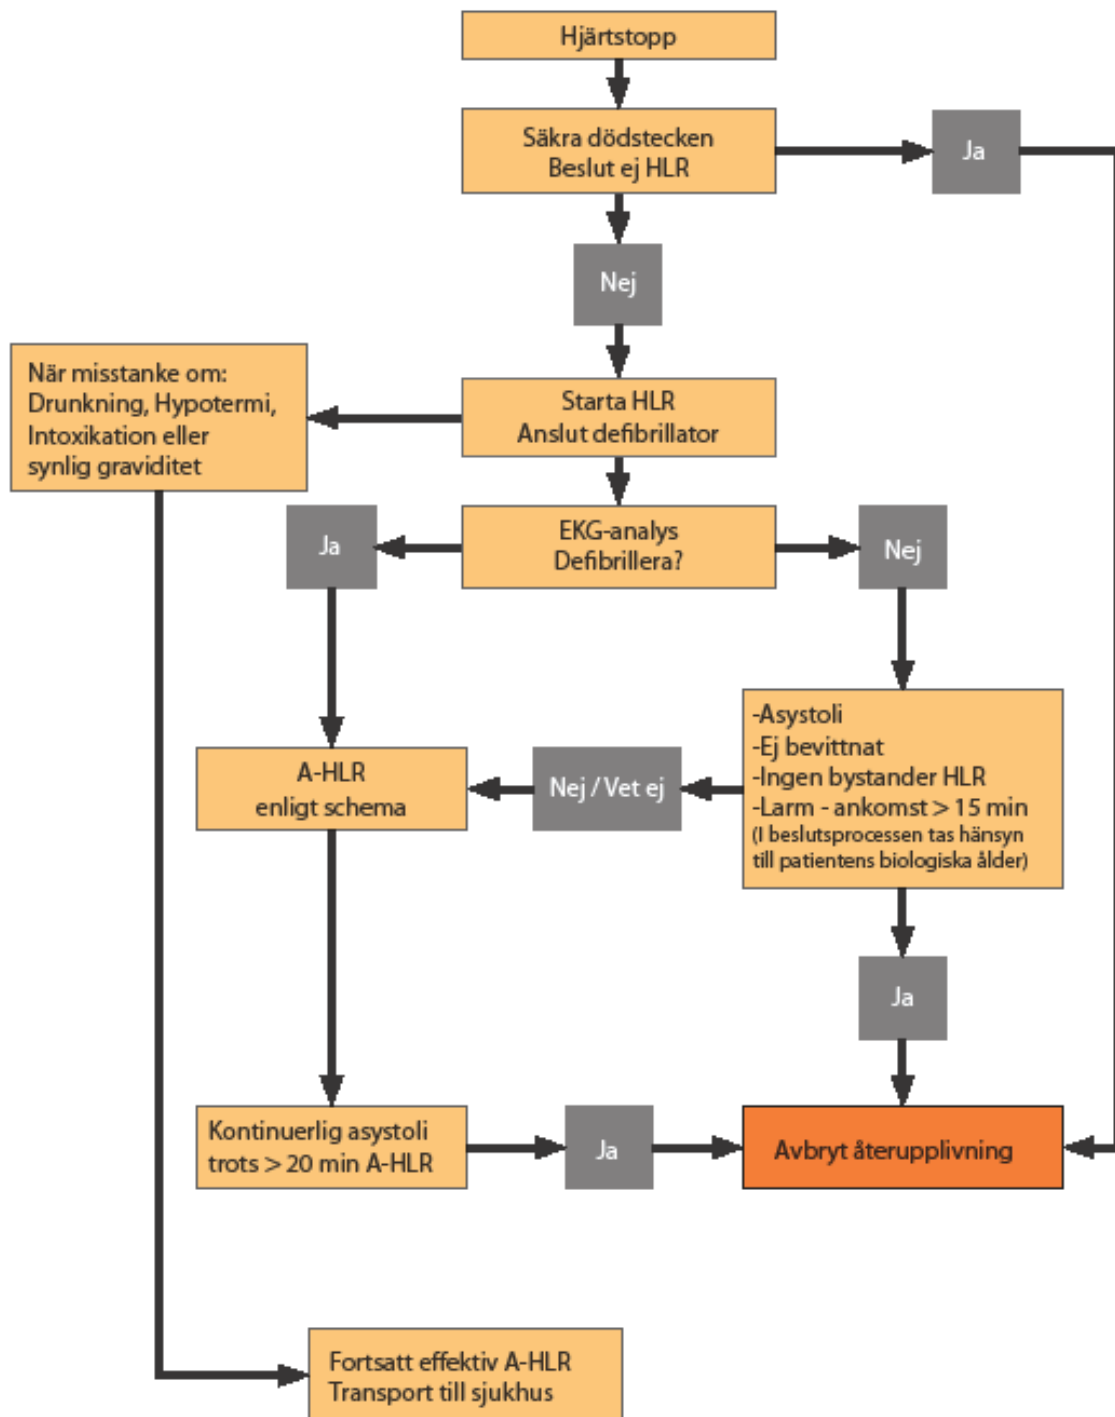 Hjärtstopp
Säkra dödstecken
Beslut ej HLR
Ja
Nej
När misstanke om:
Drunkning, Hypotermi,
Intoxikation eller
synlig graviditet
Starta HLR
Anslut defibrillator
Ja
EKG-analys
Defibrillera?
Nej
-Asystoli
-Ej bevittnat
-Ingen bystander HLR
-Larm - ankomst > 15 min
(I beslutsprocessen tas hänsyn
till patientens biologiska ålder)
A-HLR
enligt schema
Nej / Vet ej
Ja
Kontinuerlig asystoli
trots > 20 min A-HLR
Ja
Avbryt återupplivning
Fortsatt effektiv A-HLR
Transport till sjukhus